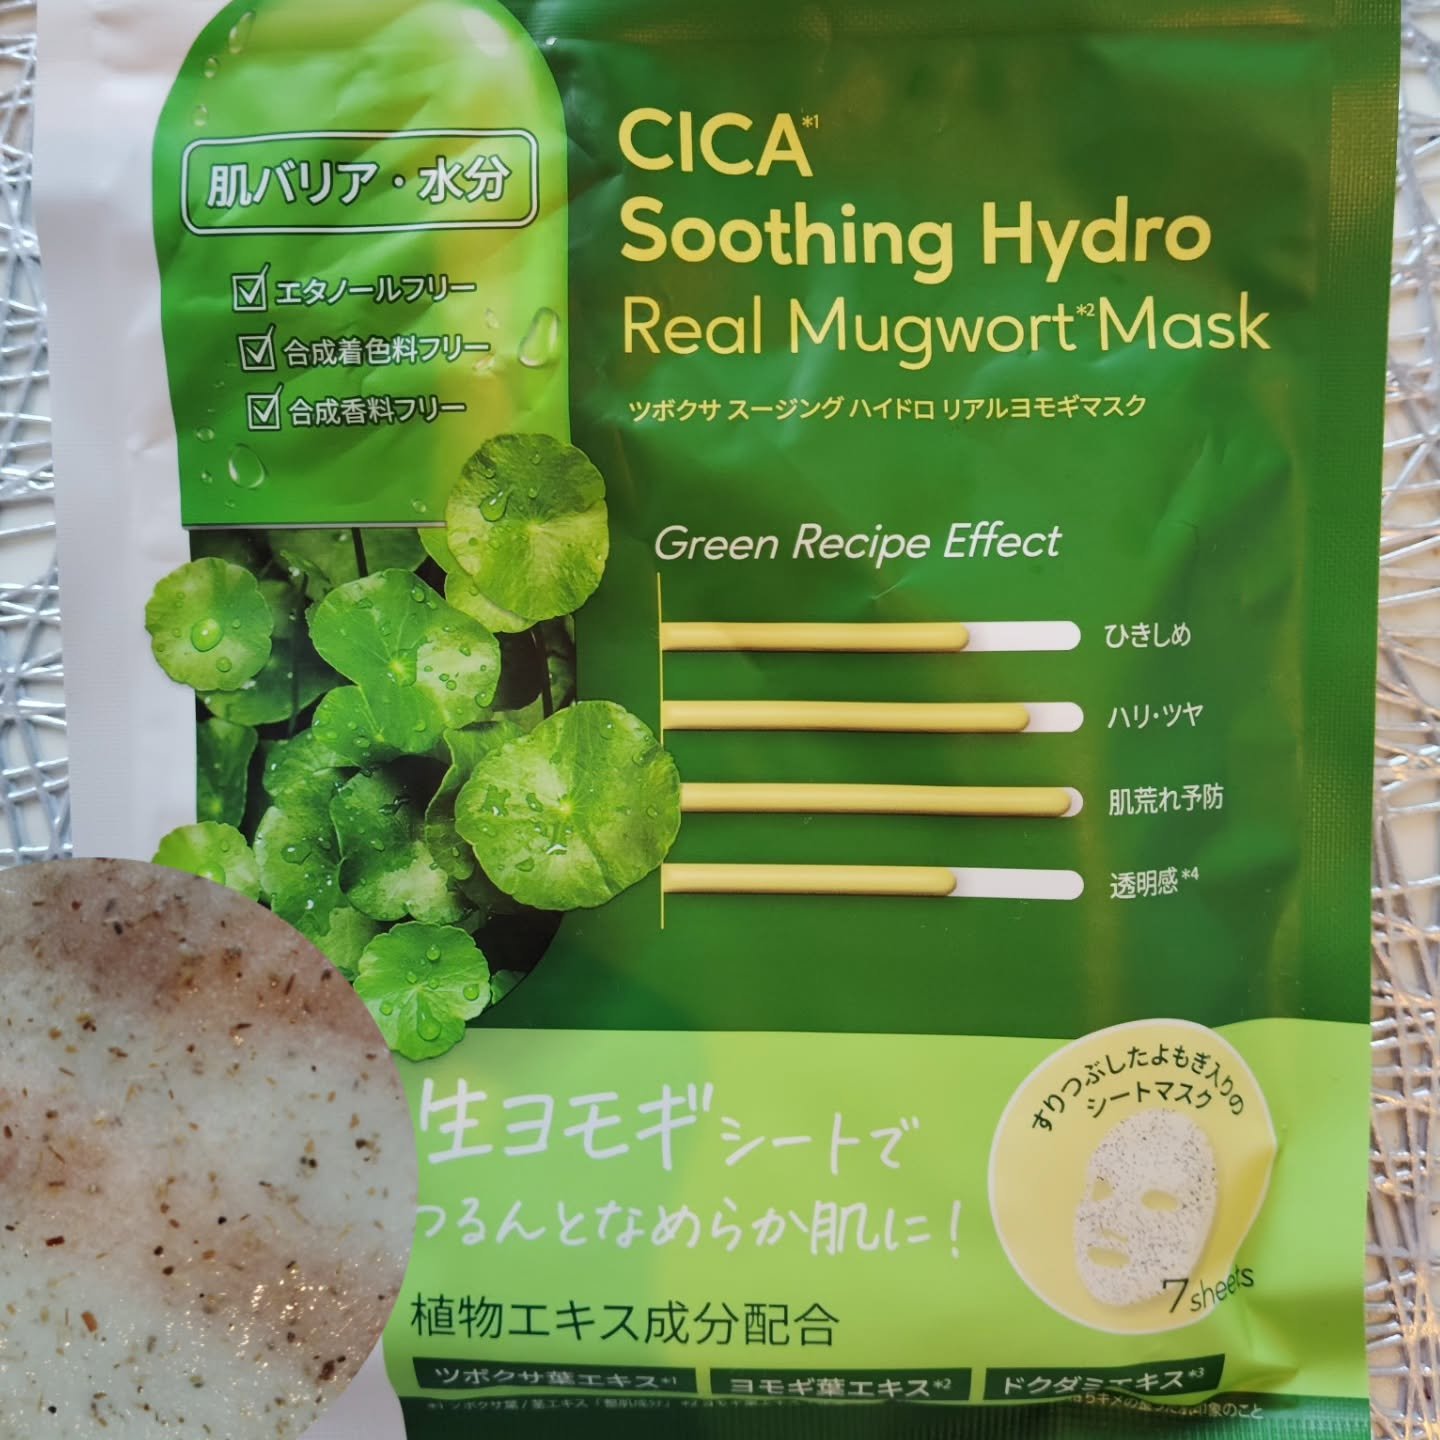 肌バリア・水分
エタノールフリー
合成着色料フリー
合成香料フリー
CICA*1
Soothing Hydro
Real Mugwort*2 Mask
ツボクサ スージング ハイドロ リアルヨモギマスク
Green Recipe Effect
ひきしめ
ハリ・ツヤ
肌荒れ予防
透明感*4
生ヨモギシートで
つるんとなめらか肌に!
すりつぶしたよもぎ入りの
シートマスク
7sheets
植物エキス成分配合
ツボクサ葉エキス*1
ヨモギ葉エキス*2
ドクダミエキス*3